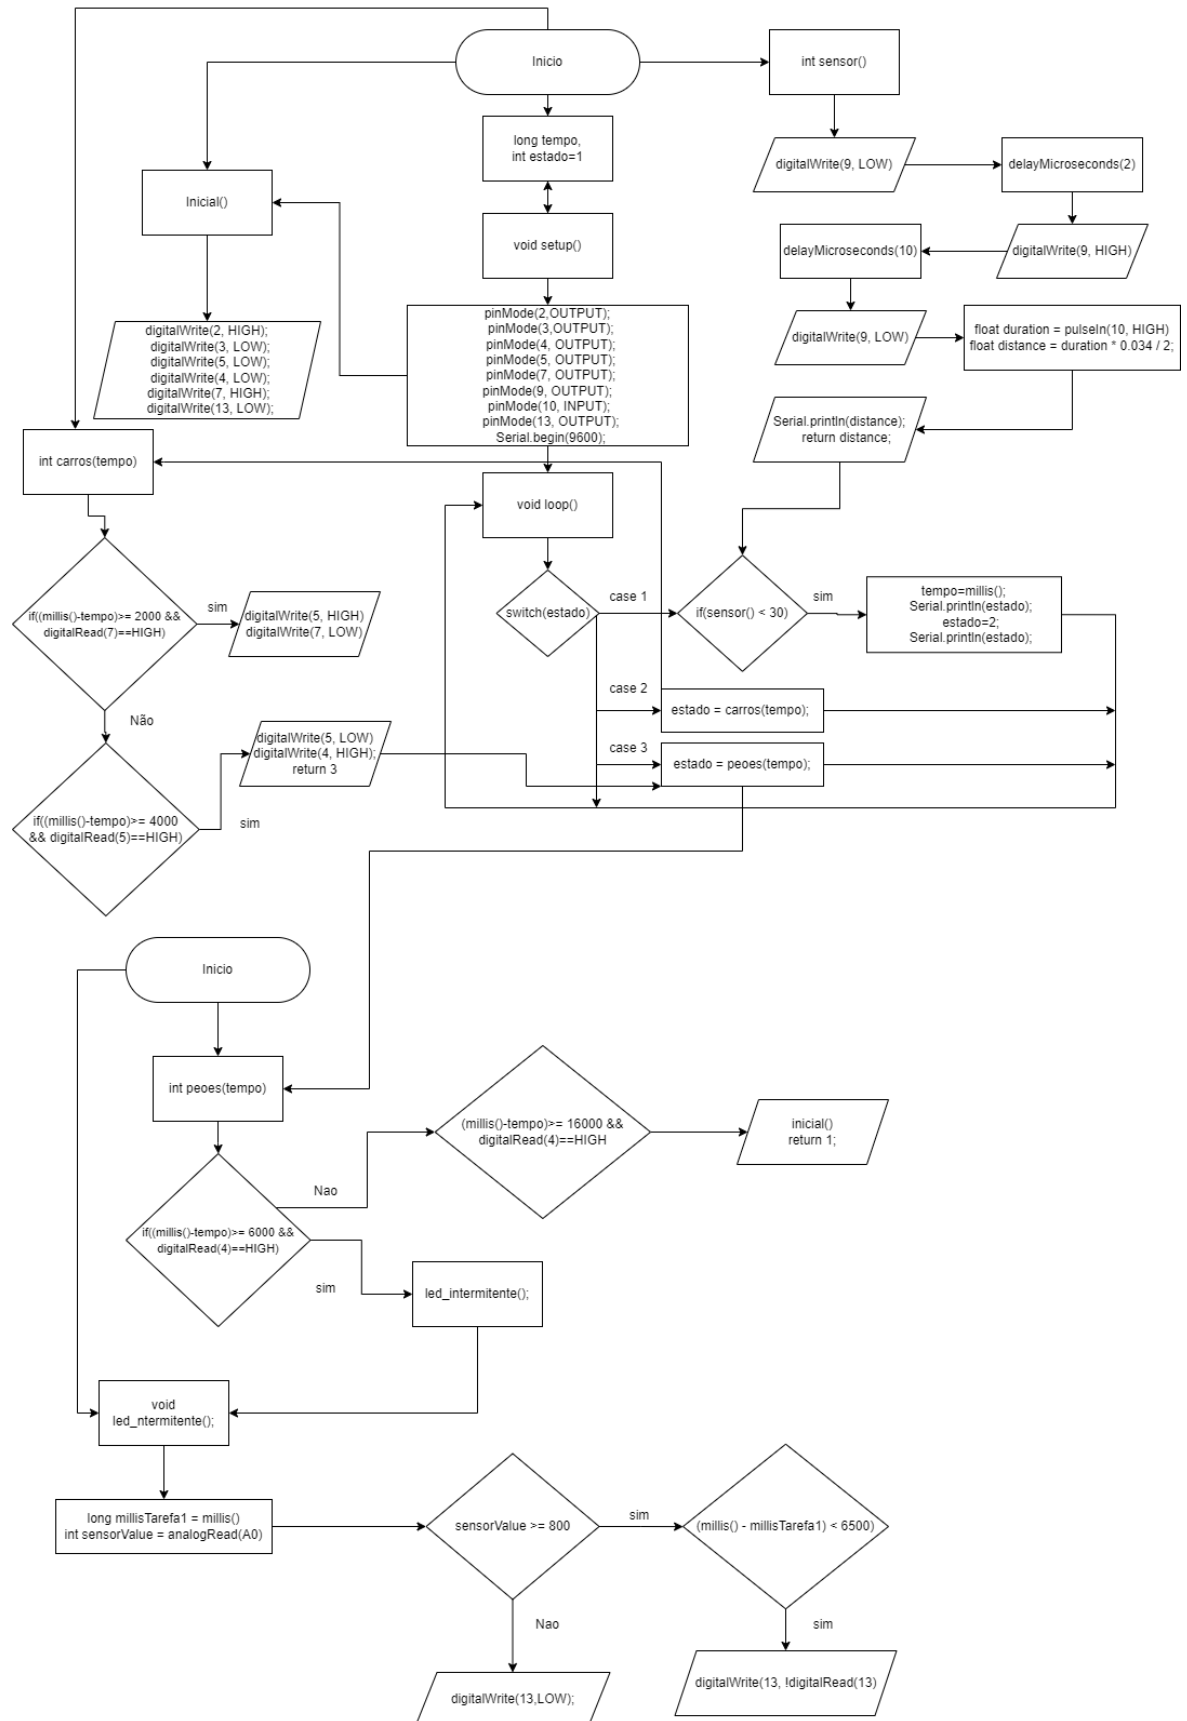 Inicio
int sensor()
long tempo,
int estado=1
digitalWrite(9, LOW)
delayMicroseconds(2)
Inicial()
void setup()
delayMicroseconds(10)
digitalWrite(9, HIGH)
digitalWrite(2, HIGH);
digitalWrite(3, LOW);
digitalWrite(5, LOW);
digitalWrite(4, LOW);
digitalWrite(7, HIGH);
digitalWrite(13, LOW);
pinMode(2,OUTPUT);
pinMode(3,OUTPUT);
pinMode(4, OUTPUT);
pinMode(5, OUTPUT);
pinMode(7, OUTPUT);
pinMode(9, OUTPUT);
pinMode(10, INPUT);
pinMode(13, OUTPUT);
Serial.begin(9600);
digitalWrite(9, LOW)
float duration = pulseIn(10, HIGH)
float distance = duration * 0.034 / 2;
Serial.println(distance);
return distance;
int carros(tempo)
void loop()
if((millis()-tempo)>= 2000 &&
digitalRead(7)==HIGH)
sim
digitalWrite(5, HIGH)
digitalWrite(7, LOW)
switch(estado)
case 1
if(sensor() < 30)
sim
tempo=millis();
Serial.println(estado);
estado=2;
Serial.println(estado);
case 2
estado = carros(tempo);
Não
digitalWrite(5, LOW)
digitalWrite(4, HIGH);
return 3
case 3
estado = peoes(tempo);
if((millis()-tempo)>= 4000
&& digitalRead(5)==HIGH)
sim
Inicio
int peoes(tempo)
(millis()-tempo)>= 16000 &&
digitalRead(4)==HIGH
inicial()
return 1;
Nao
if((millis()-tempo)>= 6000 &&
digitalRead(4)==HIGH)
sim
led_intermitente();
void
led_ntermitente();
long millisTarefa1 = millis()
int sensorValue = analogRead(A0)
sensorValue >= 800
sim
(millis() - millisTarefa1) < 6500)
Nao
sim
digitalWrite(13,LOW);
digitalWrite(13, !digitalRead(13)